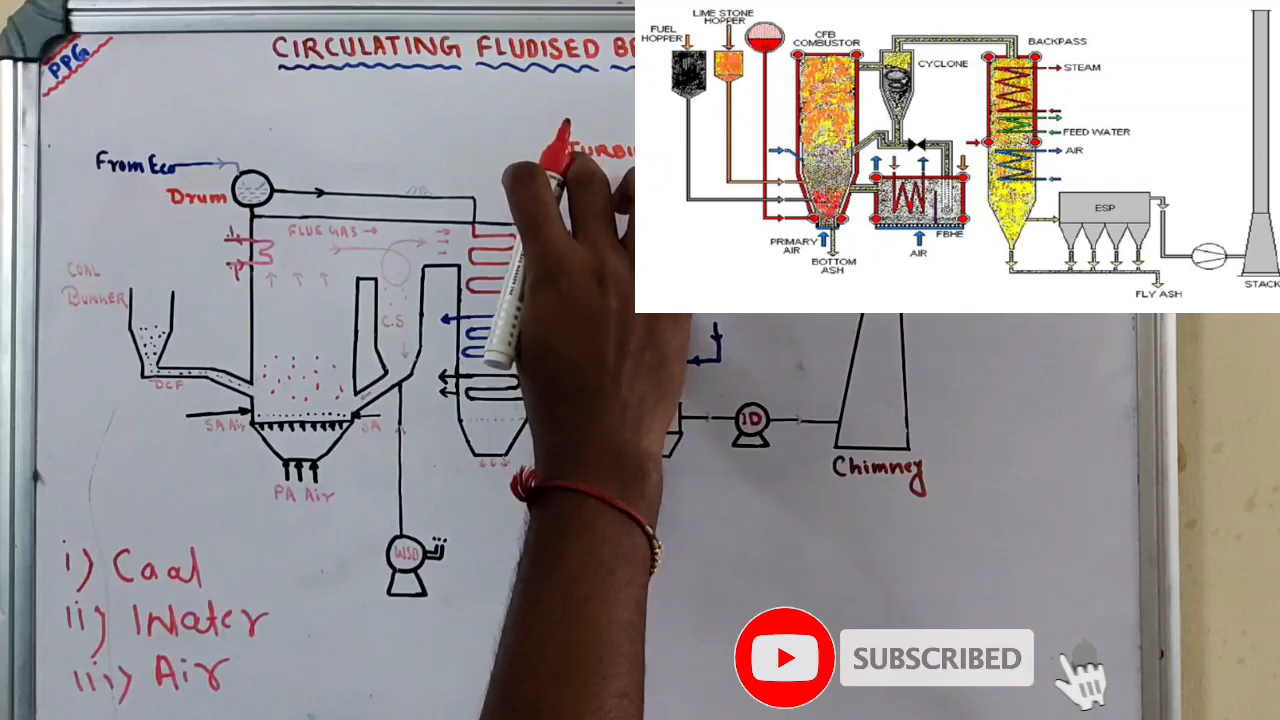 PPG
CIRCULATING FLUDISED B
TURBI
From Eco
Drum
FLUE GAS →
COAL
BUNKER
C.S
DCF
SA Air
SA
PA Air
WSB
ID
Chimney
i) Coal
ii) Water
iii) Air
FUEL
HOPPER
LIME STONE
HOPPER
CFB
COMBUSTOR
CYCLONE
BACKPASS
STEAM
FEED WATER
AIR
ESP
PRIMARY
AIR
BOTTOM
ASH
AIR
FBHE
FLY ASH
STACK
SUBSCRIBED